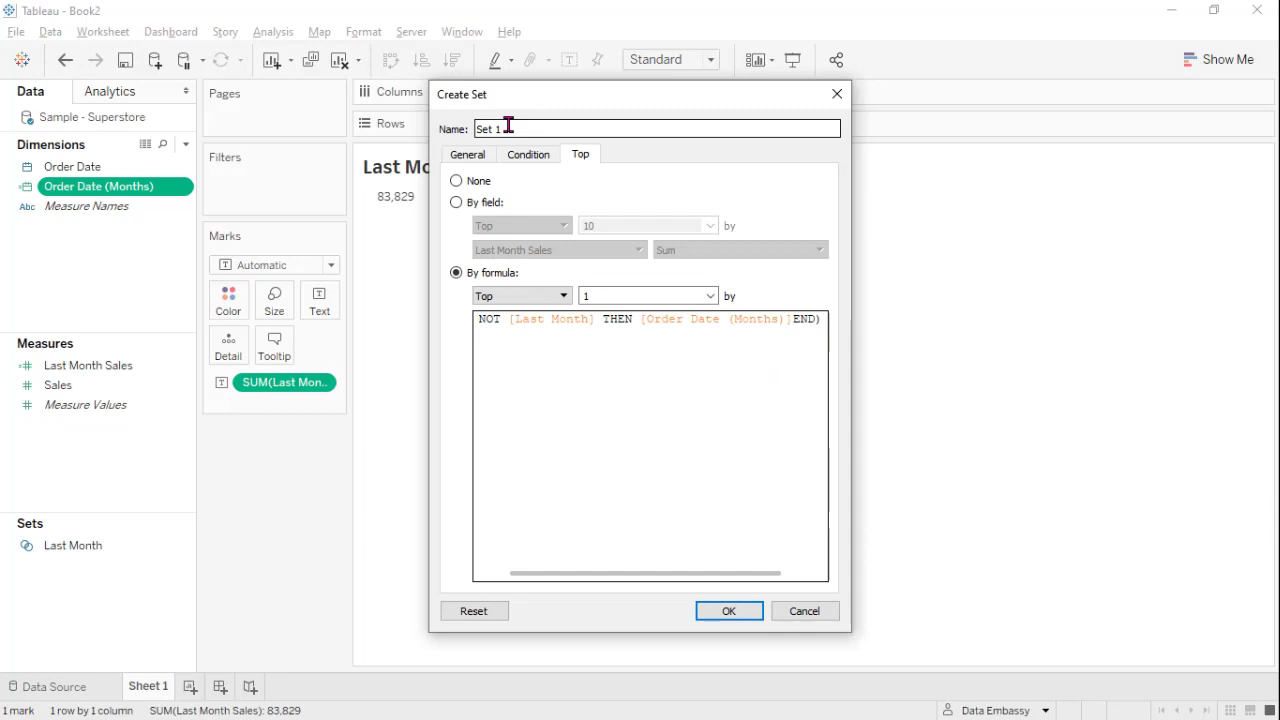 Tableau - Book2
File Data Worksheet Dashboard Story Analysis Map Format Server Window Help
Standard
Show Me
Data
Analytics
Sample - Superstore
Dimensions
Order Date
Order Date (Months)
Abc Measure Names
Measures
Last Month Sales
Sales
Measure Values
Sets
Last Month
Pages
Filters
Marks
Automatic
Color
Size
Text
Detail
Tooltip
SUM(Last Mon..
Columns
Rows
Last Mo
83,829
Create Set
Name: Set 1
General
Condition
Top
None
By field:
Top 10 by
Last Month Sales Sum
By formula:
Top 1 by
NOT [Last Month] THEN [Order Date (Months)]END)
Reset
OK
Cancel
Data Source
Sheet 1
1 mark 1 row by 1 column SUM(Last Month Sales): 83.829
Data Embassy